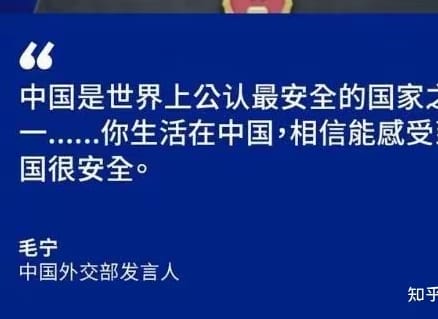 中国是世界上公认最安全的国家之
一......你生活在中国，相信能感受
国很安全。
毛宁
中国外交部发言人
知乎